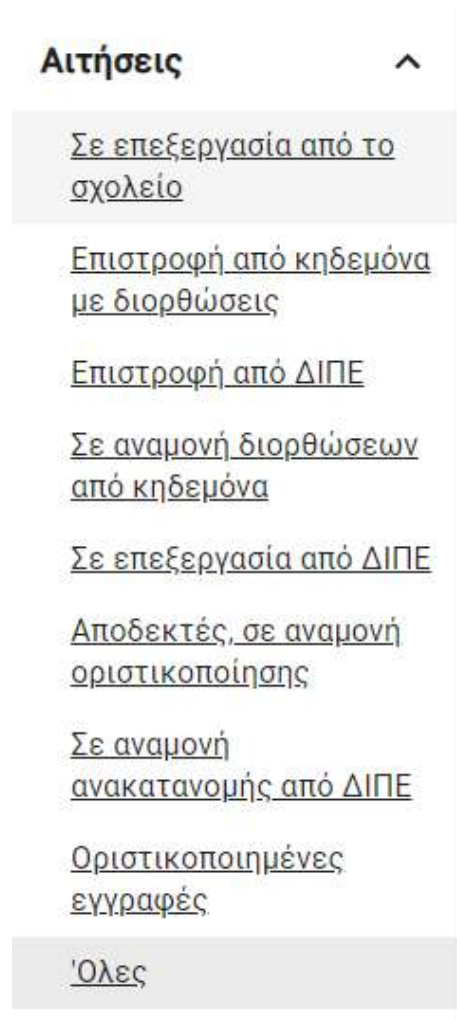 Αιτήσεις
Σε επεξεργασία από το
σχολείο
Επιστροφή από κηδεμόνα
με διορθώσεις
Επιστροφή από ΔΙΠΕ
Σε αναμονή διορθώσεων
από κηδεμόνα
Σε επεξεργασία από ΔΙΠΕ
Αποδεκτές, σε αναμονή
οριστικοποίησης
Σε αναμονή
ανακατανομής από ΔΙΠΕ
Οριστικοποιημένες
εγγραφές
'Ολες